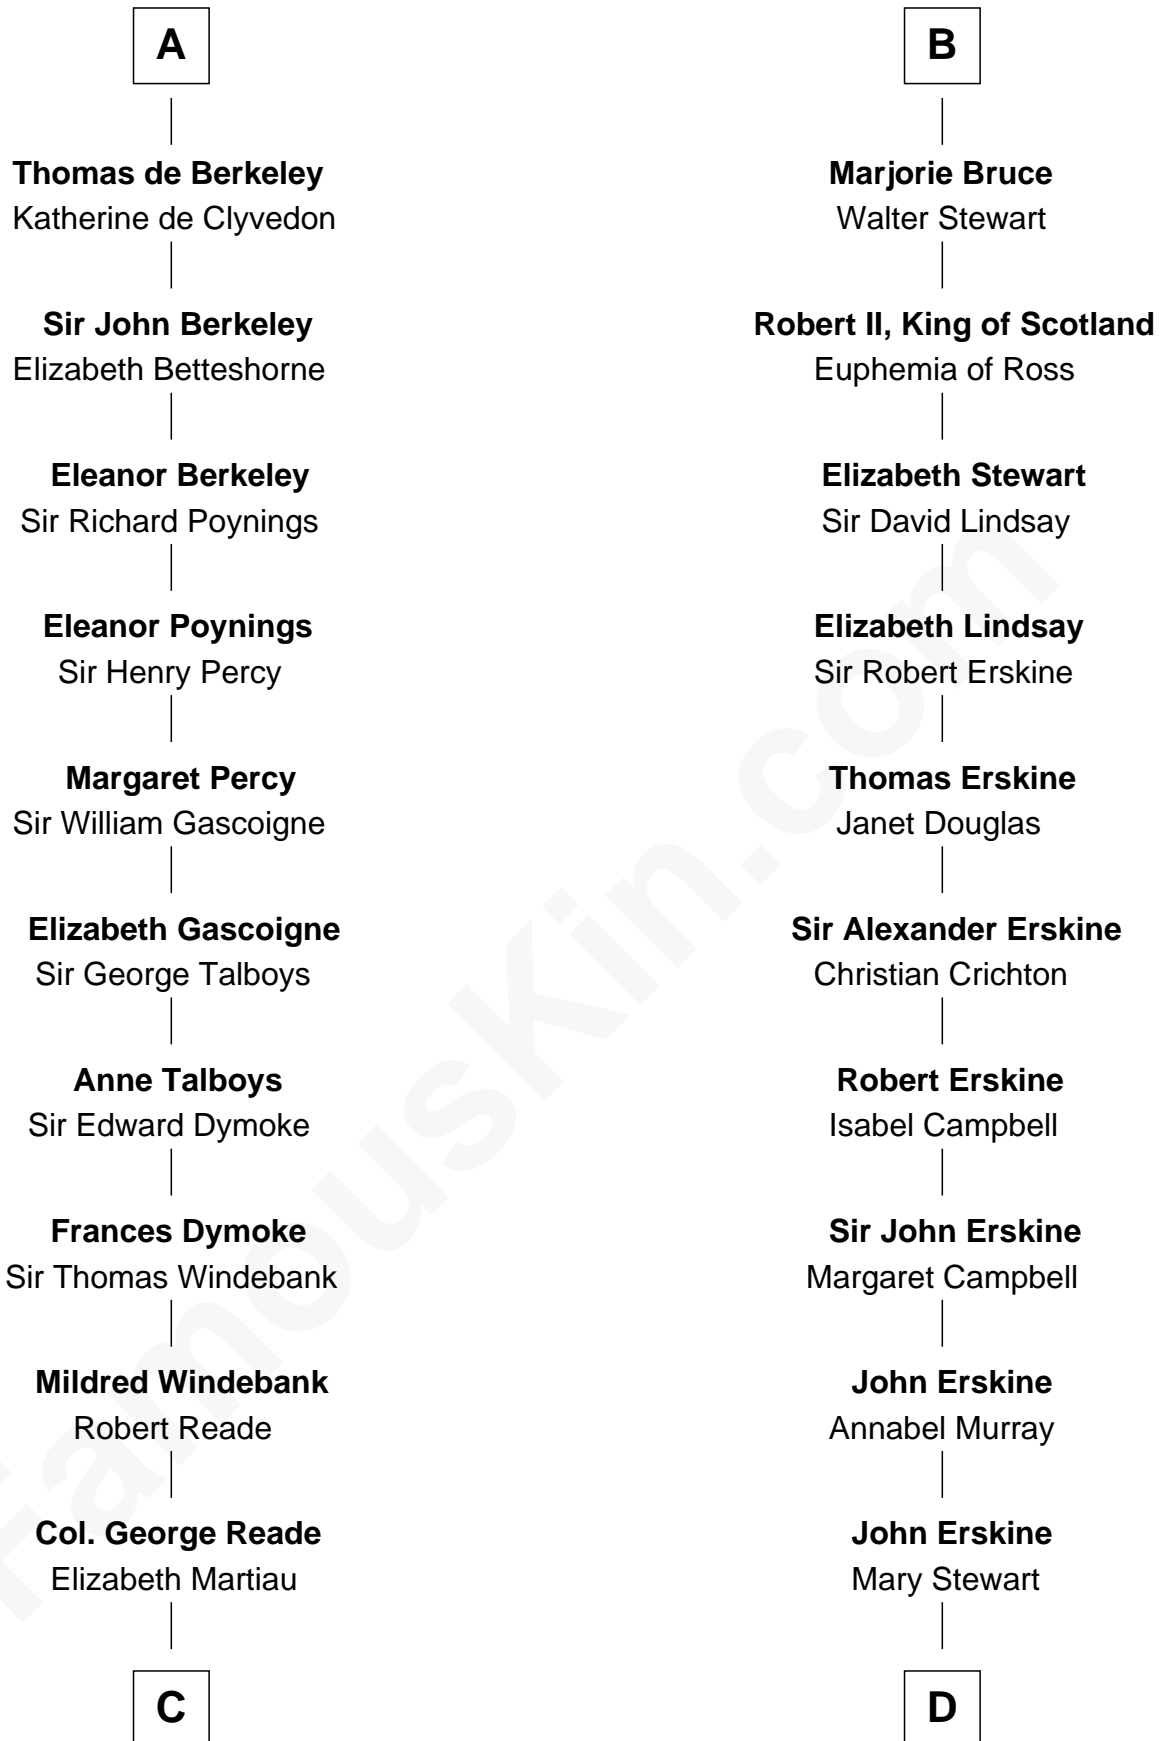 A
Thomas de Berkeley
Katherine de Clyvedon
Sir John Berkeley
Elizabeth Betteshorne
Eleanor Berkeley
Sir Richard Poynings
Eleanor Poynings
Sir Henry Percy
Margaret Percy
Sir William Gascoigne
Elizabeth Gascoigne
Sir George Talboys
Anne Talboys
Sir Edward Dymoke
Frances Dymoke
Sir Thomas Windebank
Mildred Windebank
Robert Reade
Col. George Reade
Elizabeth Martiau
C
B
Marjorie Bruce
Walter Stewart
Robert II, King of Scotland
Euphemia of Ross
Elizabeth Stewart
Sir David Lindsay
Elizabeth Lindsay
Sir Robert Erskine
Thomas Erskine
Janet Douglas
Sir Alexander Erskine
Christian Crichton
Robert Erskine
Isabel Campbell
Sir John Erskine
Margaret Campbell
John Erskine
Annabel Murray
John Erskine
Mary Stewart
D
FamousKin.com